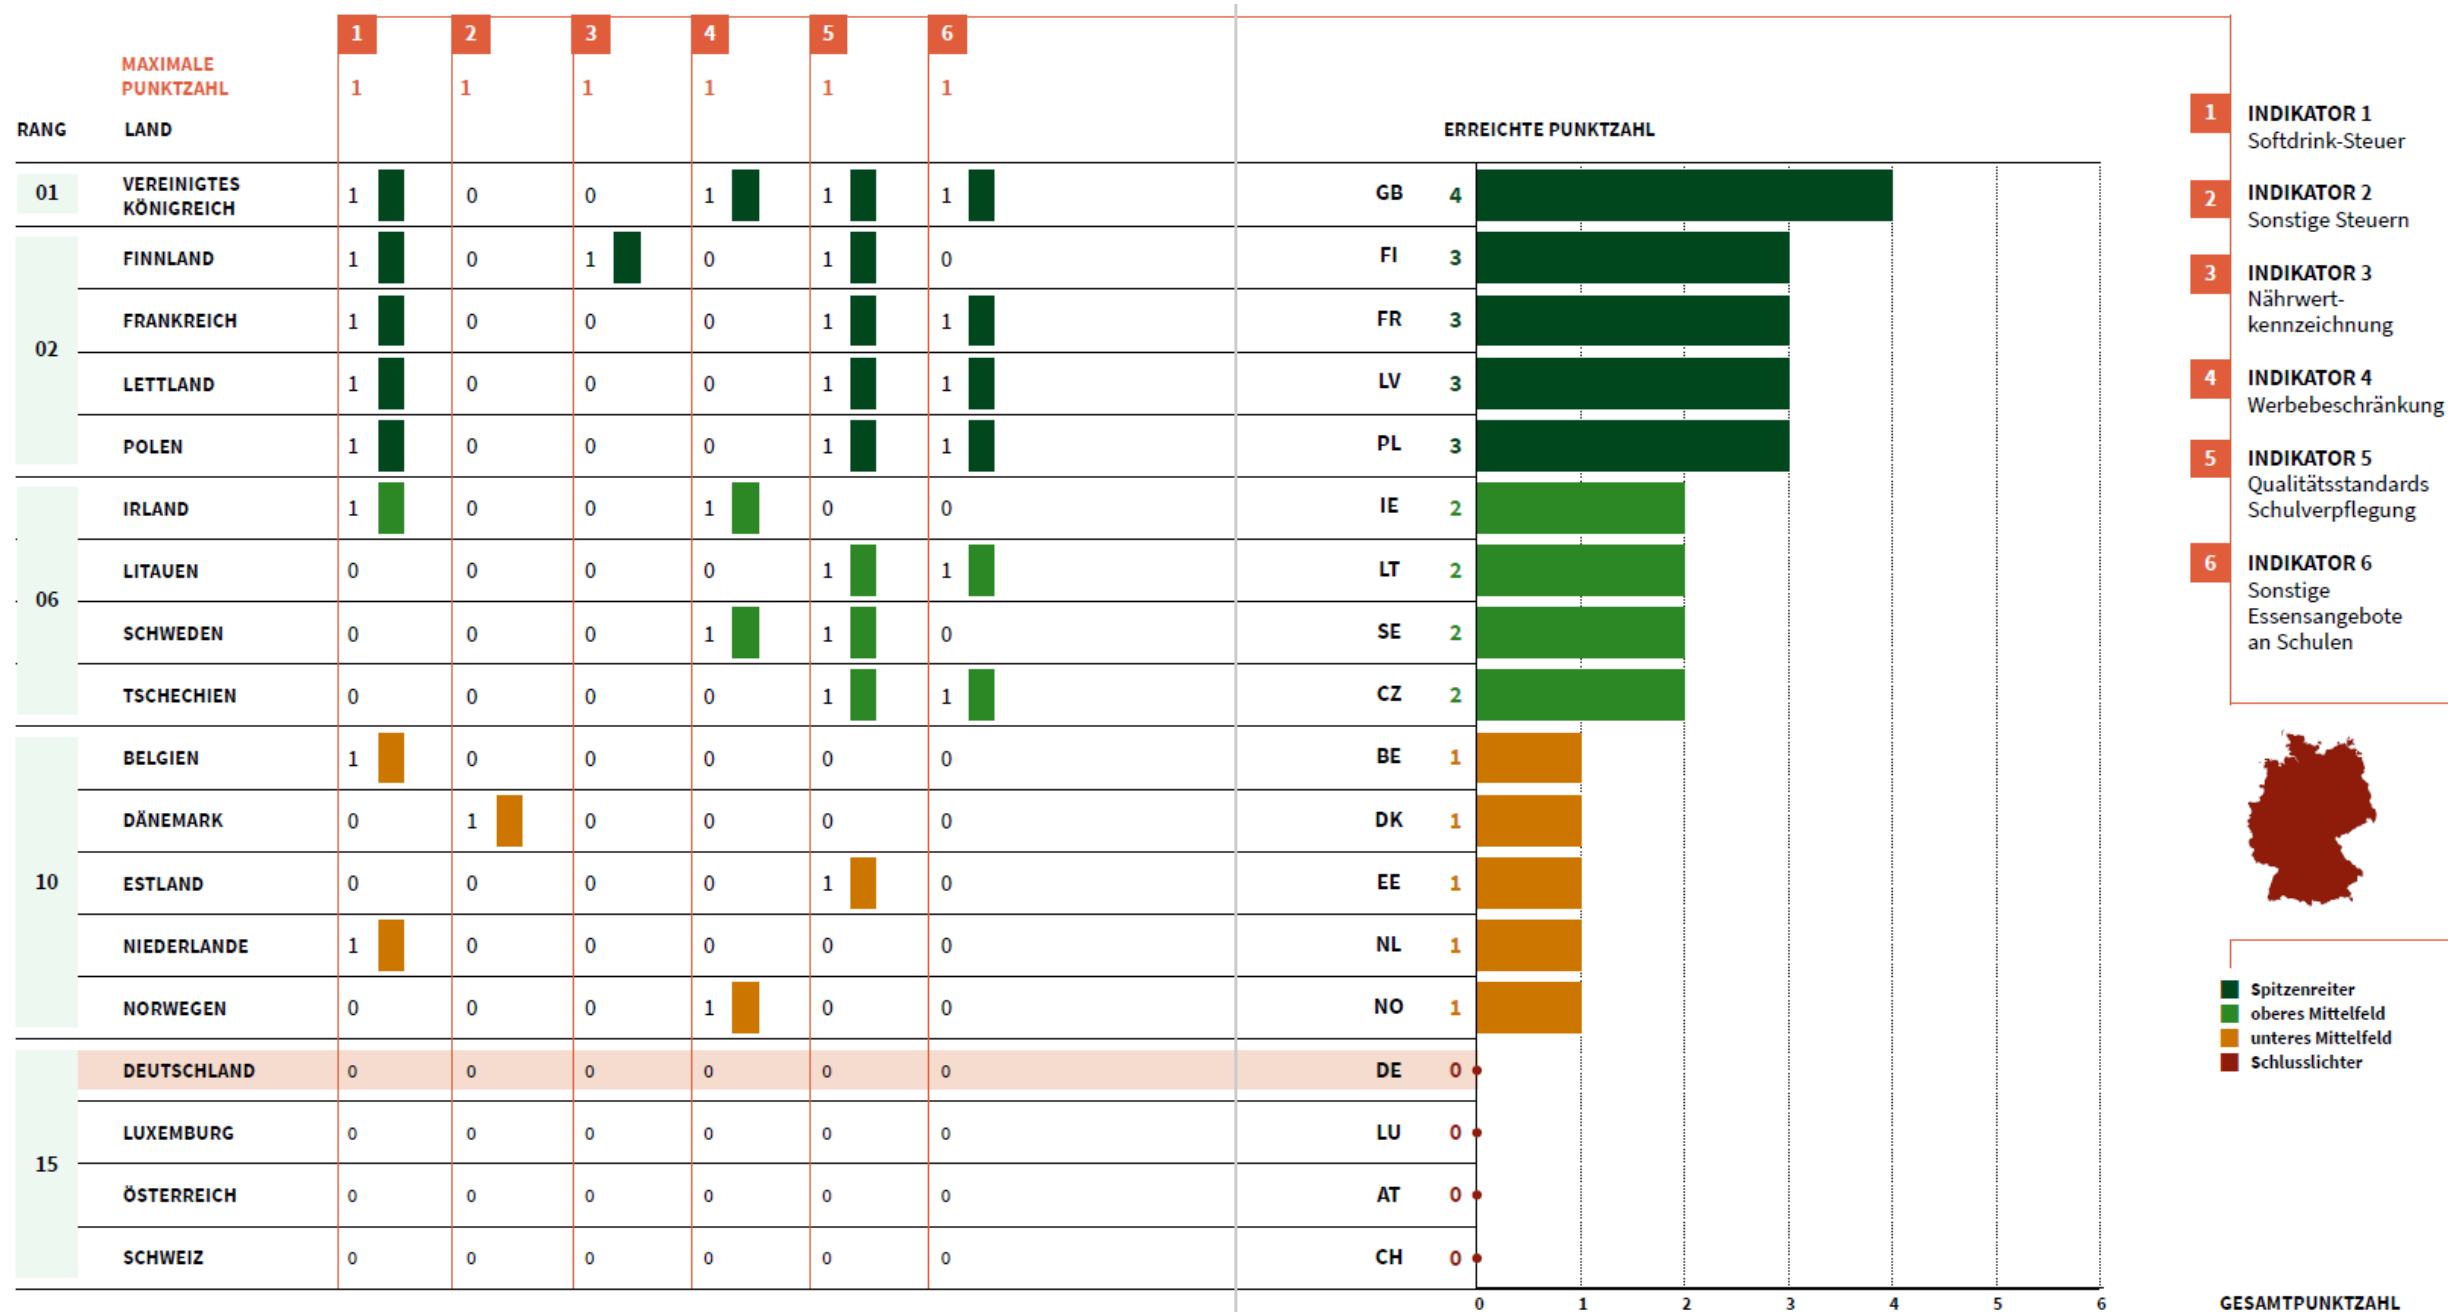 1 2 3 4 5 6
MAXIMALE
PUNKTZAHL 1 1 1 1 1 1
RANG LAND ERREICHTE PUNKTZAHL
01 VEREINIGTES
KÖNIGREICH 1 0 0 1 1 1 GB 4
02
FINNLAND 1 0 1 0 1 0 FI 3
FRANKREICH 1 0 0 0 1 1 FR 3
LETTLAND 1 0 0 0 1 1 LV 3
POLEN 1 0 0 0 1 1 PL 3
06
IRLAND 1 0 0 1 0 0 IE 2
LITAUEN 0 0 0 0 1 1 LT 2
SCHWEDEN 0 0 0 1 1 0 SE 2
TSCHECHIEN 0 0 0 0 1 1 CZ 2
10
BELGIEN 1 0 0 0 0 0 BE 1
DÄNEMARK 0 1 0 0 0 0 DK 1
ESTLAND 0 0 0 0 1 0 EE 1
NIEDERLANDE 1 0 0 0 0 0 NL 1
NORWEGEN 0 0 0 1 0 0 NO 1
15
DEUTSCHLAND 0 0 0 0 0 0 DE 0
LUXEMBURG 0 0 0 0 0 0 LU 0
ÖSTERREICH 0 0 0 0 0 0 AT 0
SCHWEIZ 0 0 0 0 0 0 CH 0
0 1 2 3 4 5 6 GESAMTPUNKTZAHL
1 INDIKATOR 1
Softdrink-Steuer
2 INDIKATOR 2
Sonstige Steuern
3 INDIKATOR 3
Nährwert-
kennzeichnung
4 INDIKATOR 4
Werbebeschränkung
5 INDIKATOR 5
Qualitätsstandards
Schulverpflegung
6 INDIKATOR 6
Sonstige
Essensangebote
an Schulen
Spitzenreiter
oberes Mittelfeld
unteres Mittelfeld
Schlusslichter